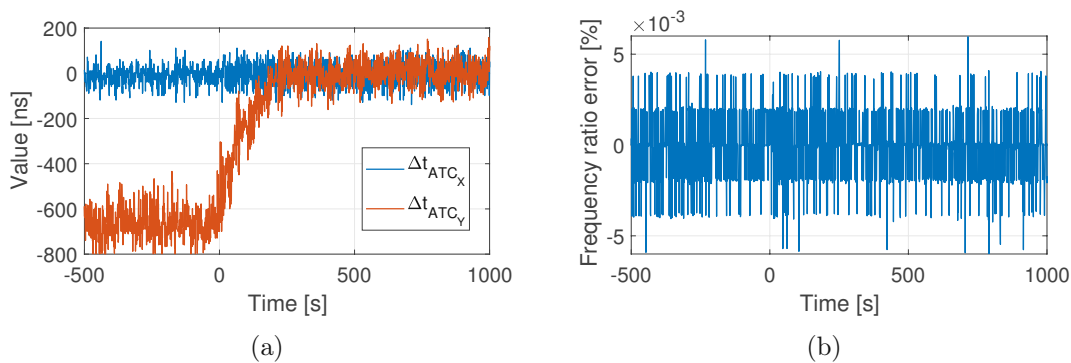 200
0
-200
-400
-600
-800
Value [ns]
-500
0
500
1000
Time [s]
Δt_ATC_X
Δt_ATC_Y
(a)
×10⁻³
5
0
-5
Frequency ratio error [%]
-500
0
500
1000
Time [s]
(b)